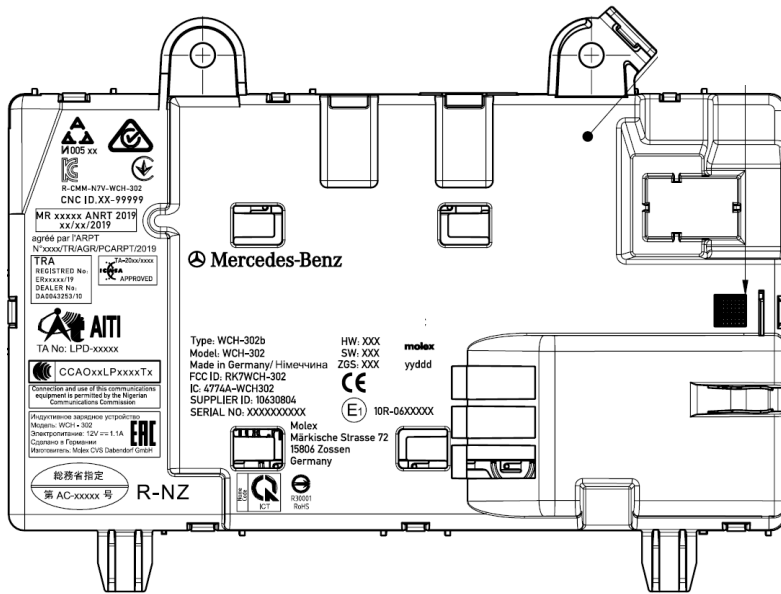 И005 xx
R-CMM-N7V-WCH-302
CNC ID.XX-99999
MR xxxxx ANRT 2019
xx/xx/2019
agréé par l'ARPT
N°xxxx/TR/AGR/PCARPT/2019
TRA
REGISTRED No:
ERxxxxx/19
DEALER No:
DA0043253/10
TA-20xx/xxxx
ICASA
APPROVED
AITI
TA No: LPD-xxxxx
CCAOxxLPxxxxTx
Connection and use of this communications
equipment is permitted by the Nigerian
Communications Commission
Индуктивное зарядное устройство
Модель: WCH - 302
Электропитание: 12V == 1.1A
Сделано в Германии
Изготовитель: Molex CVS Dabendorf GmbH
EAC
総務省指定
第 AC-xxxxx 号
R-NZ
Mercedes-Benz
Type: WCH-302b
Model: WCH-302
Made in Germany/ Німеччина
FCC ID: RK7WCH-302
IC: 4774A-WCH302
SUPPLIER ID: 10630804
SERIAL NO: XXXXXXXXXX
HW: XXX
SW: XXX
ZGS: XXX
molex
yyddd
CE
E1 10R-06XXXXX
Molex
Märkische Strasse 72
15806 Zossen
Germany
Name
Code
ICT
R30001
RoHS